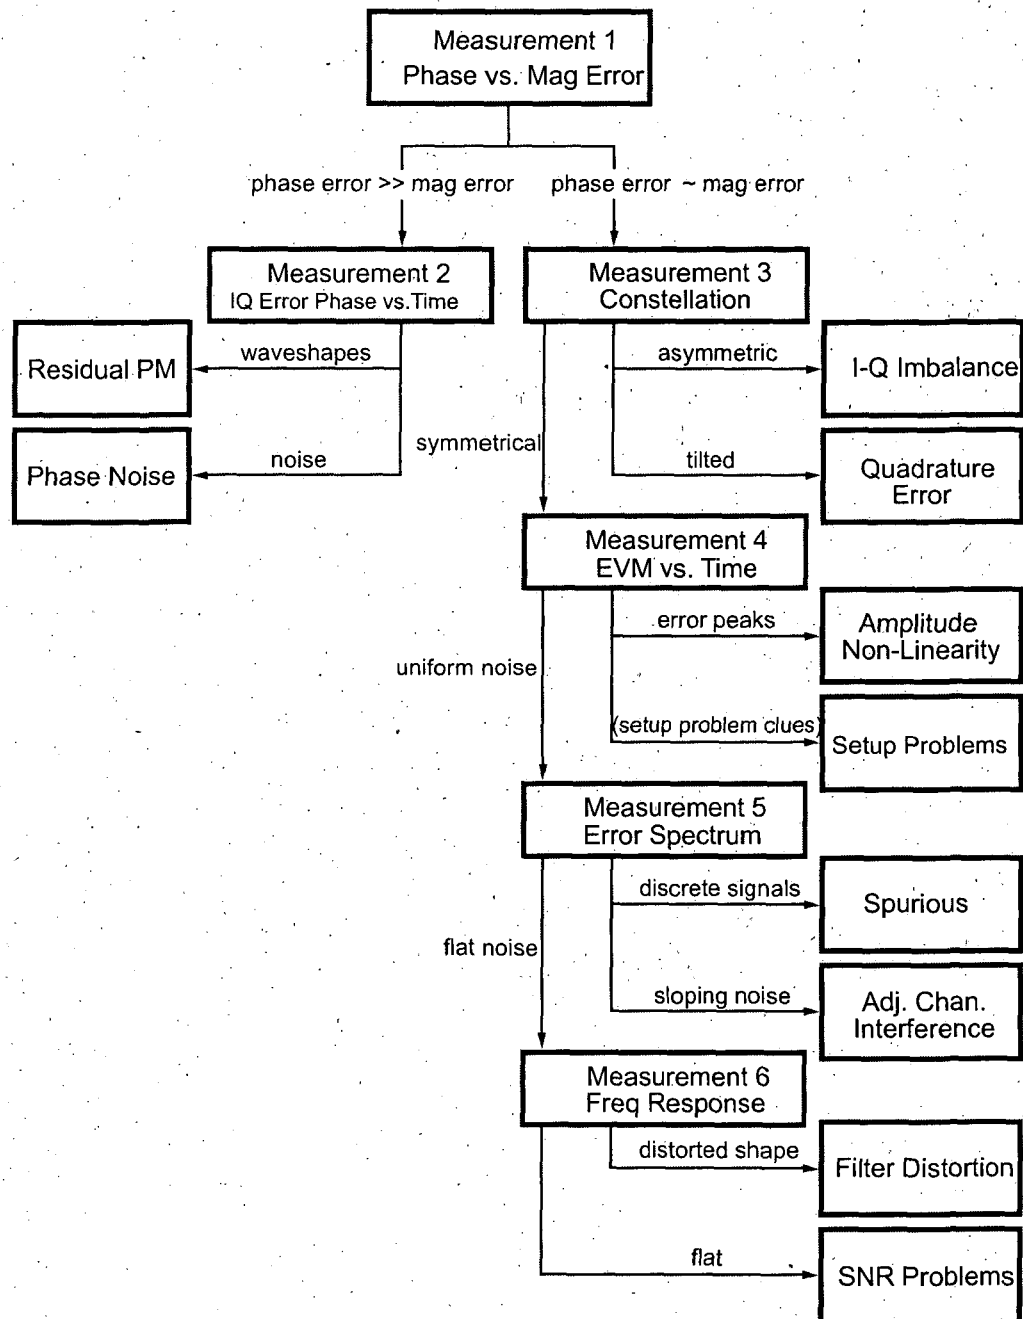 Measurement 1
Phase vs. Mag Error
phase error >> mag error
phase error ~ mag error
Measurement 2
IQ Error Phase vs.Time
Measurement 3
Constellation
waveshapes
Residual PM
noise
Phase Noise
asymmetric
I-Q Imbalance
tilted
Quadrature
Error
symmetrical
Measurement 4
EVM vs. Time
error peaks
Amplitude
Non-Linearity
uniform noise
(setup problem clues)
Setup Problems
Measurement 5
Error Spectrum
discrete signals
Spurious
flat noise
sloping noise
Adj. Chan.
Interference
Measurement 6
Freq Response
distorted shape
Filter Distortion
flat
SNR Problems